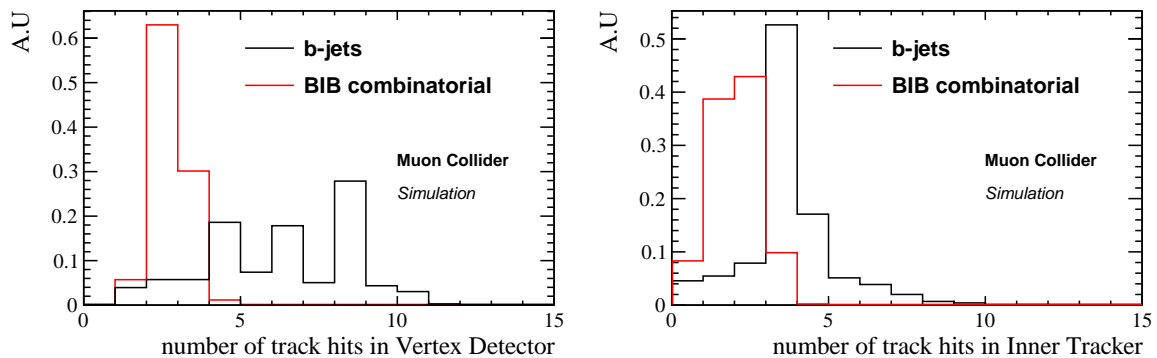 A.U
0.6
0.5
0.4
0.3
0.2
0.1
0
b-jets
BIB combinatorial
Muon Collider
Simulation
0 5 10 15
number of track hits in Vertex Detector
A.U
0.5
0.4
0.3
0.2
0.1
0
b-jets
BIB combinatorial
Muon Collider
Simulation
0 5 10 15
number of track hits in Inner Tracker